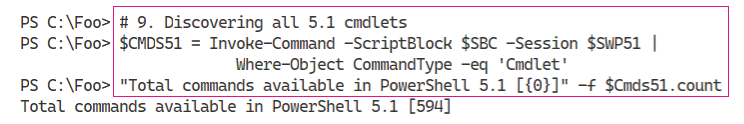 PS C:\Foo> # 9. Discovering all 5.1 cmdlets
PS C:\Foo> $CMDS51 = Invoke-Command -ScriptBlock $SBC -Session $SWP51 |
Where-Object CommandType -eq 'Cmdlet'
PS C:\Foo> "Total commands available in PowerShell 5.1 [{0}]" -f $Cmds51.count
Total commands available in PowerShell 5.1 [594]